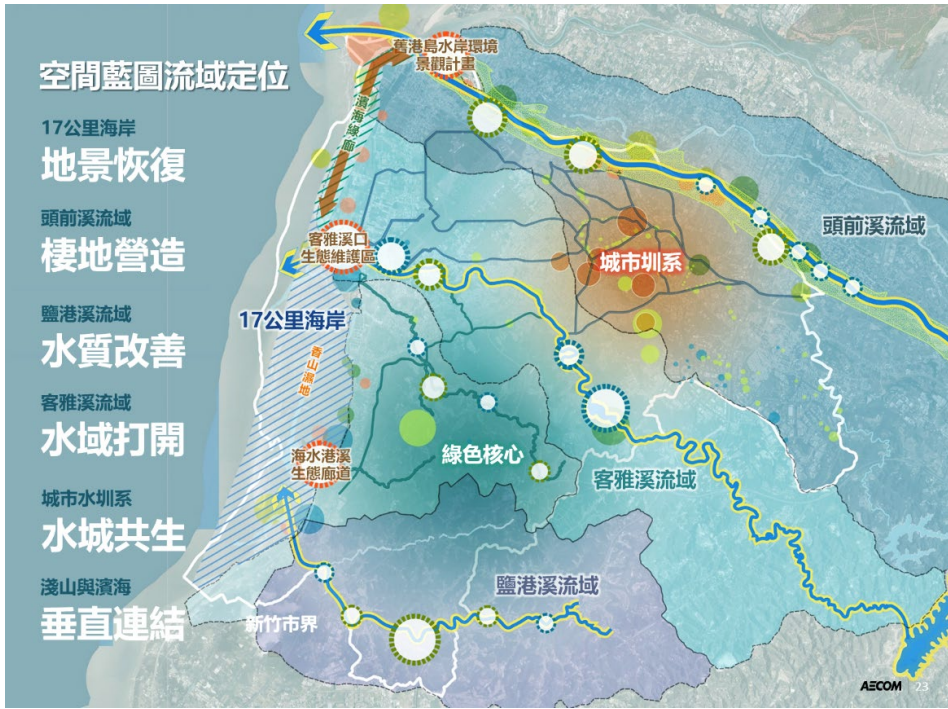 空間藍圖流域定位
17公里海岸
地景恢復
頭前溪流域
棲地營造
鹽港溪流域
水質改善
客雅溪流域
水域打開
城市水圳系
水城共生
淺山與濱海
垂直連結
舊港島水岸環境
景觀計畫
濱海綠廊
客雅溪口
生態維護區
17公里海岸
香山濕地
海水港溪
生態廊道
城市圳系
頭前溪流域
綠色核心
客雅溪流域
鹽港溪流域
新竹市界
AECOM 23